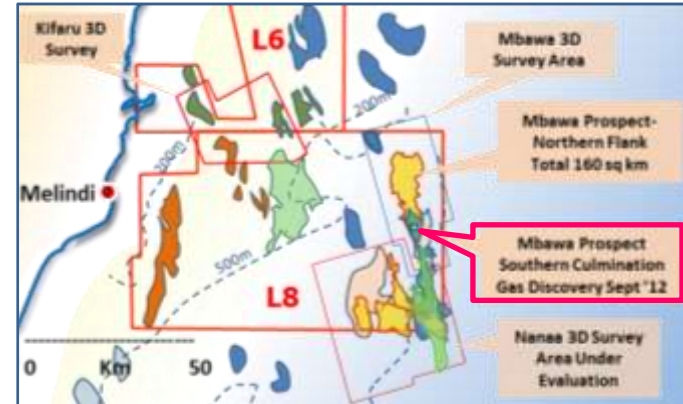 Kifaru 3D
Survey
L6
Mbawa 3D
Survey Area
200m
200m
Mbawa Prospect-
Northern Flank
Total 160 sq km
Melindi
500m
Mbawa Prospect
Southern Culmination
Gas Discovery Sept '12
L8
Nanaa 3D Survey
Area Under
Evaluation
0 Km 50